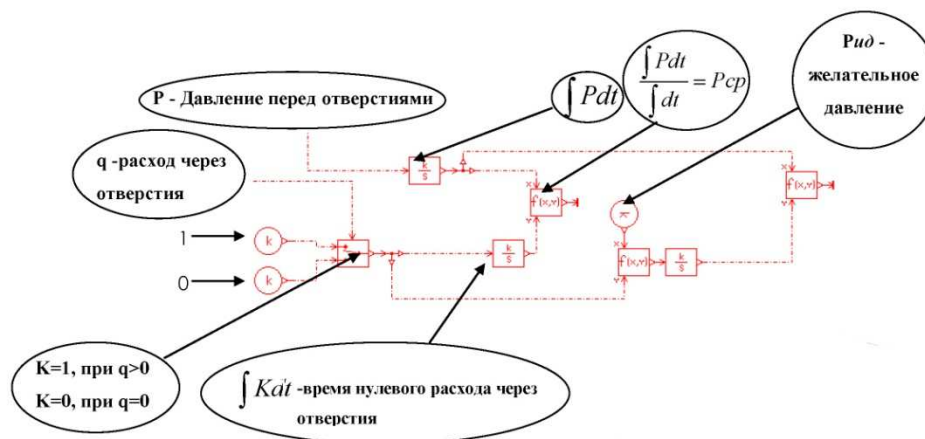 Рид -
желательное
давление
∫Pdt
∫Pdt
∫dt
= Pcp
Р - Давление перед отверстиями
q -расход через
отверстия
k
s
x
y
f(x,y)
x
y
f(x,y)
1
k
0
k
k
s
x
y
f(x,y)
k
s
К=1, при q>0
К=0, при q=0
∫Kdt -время нулевого расхода через
отверстия